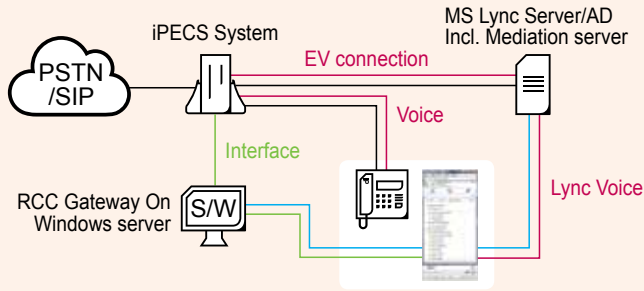 iPECS System
MS Lync Server/AD
Incl. Mediation server
EV connection
PSTN
/SIP
Voice
Interface
Lync Voice
RCC Gateway On
Windows server
S/W